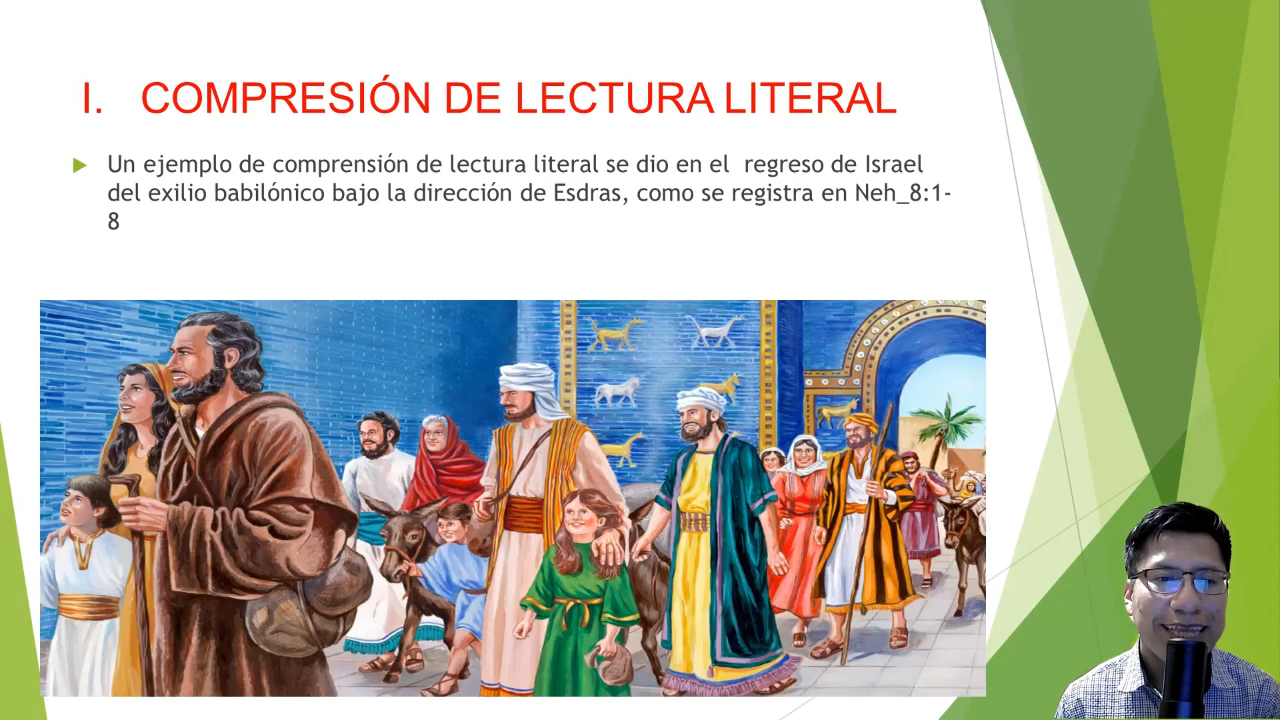 I. COMPRESIÓN DE LECTURA LITERAL
Un ejemplo de comprensión de lectura literal se dio en el regreso de Israel
del exilio babilónico bajo la dirección de Esdras, como se registra en Neh_8:1-
8